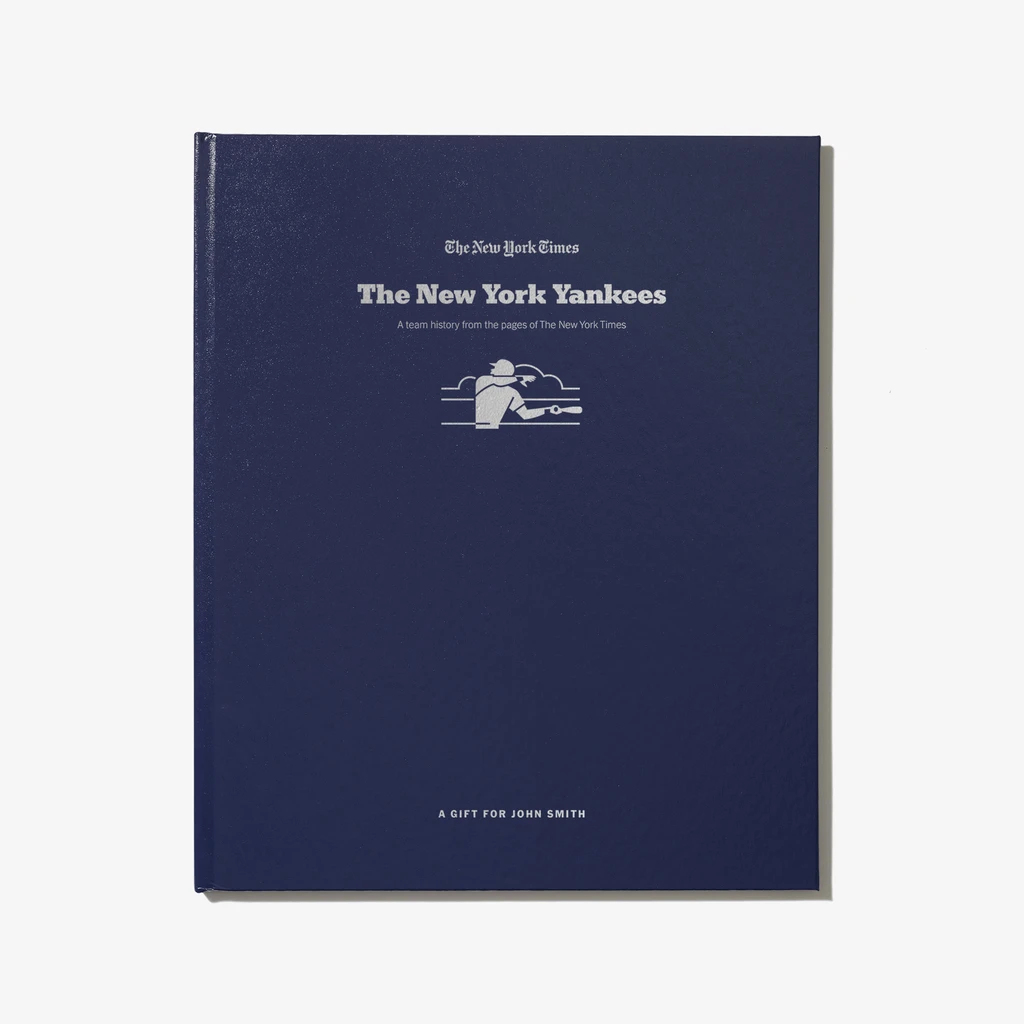 The New York Times
The New York Yankees
A team history from the pages of The New York Times
A GIFT FOR JOHN SMITH